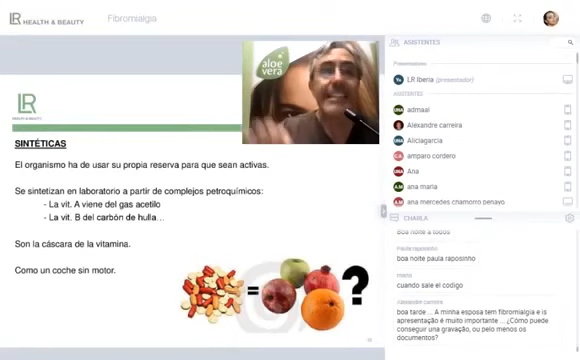 LR HEALTH & BEAUTY
Fibromialgia
aloe
vera
LR
HEALTH & BEAUTY
SINTÉTICAS
El organismo ha de usar su propia reserva para que sean activas.
Se sintetizan en laboratorio a partir de complejos petroquímicos:
- La vit. A viene del gas acetilo
- La vit. B del carbón de hulla…
Son la cáscara de la vitamina.
Como un coche sin motor.
= ?
ASISTENTES
LR Iberia (presentador)
ASISTENTES
admaal
Alexandre carreira
Aliciagarcia
CA amparo cordero
Ana
A.M ana maria
ana mercedes chamorro penayo
CHARLA
boa noite a todos
Paula raposinho
boa noite paula raposinho
cuando sale el codigo
Alexandre carreira
boa tarde ... A minha esposa tem fibromialgia e is
apresentação é muito importante ... ¿Cómo puede
conseguir una gravação, ou pelo menos os
documentos?